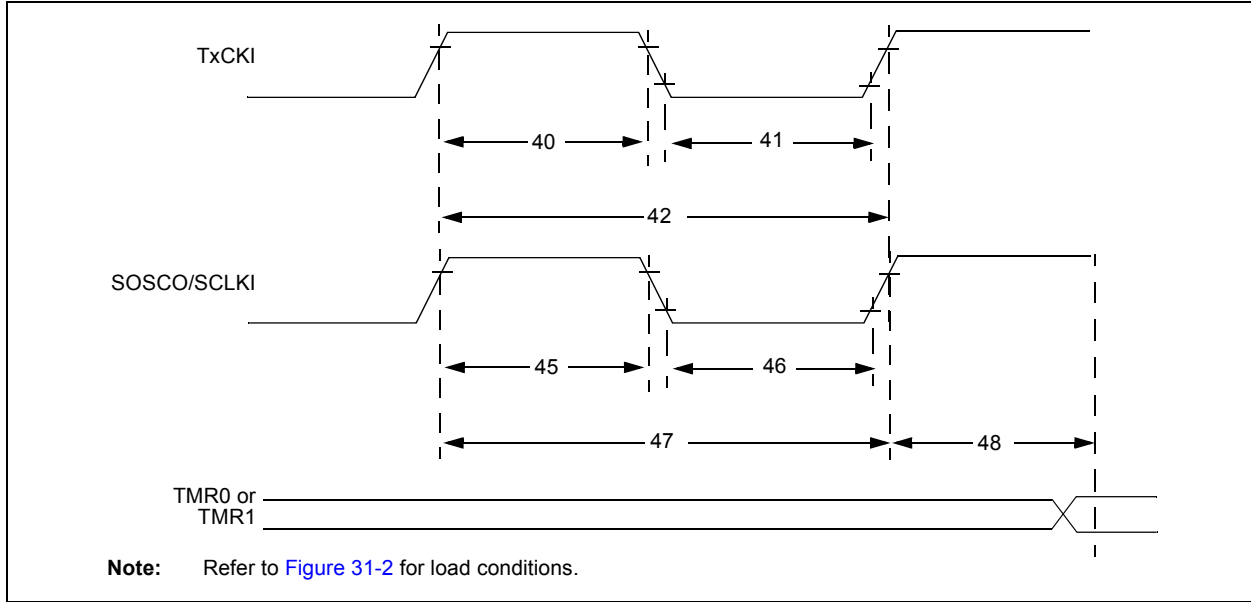 TxCKI
40
41
42
SOSCO/SCLKI
45
46
47
48
TMR0 or
TMR1
Note: Refer to Figure 31-2 for load conditions.